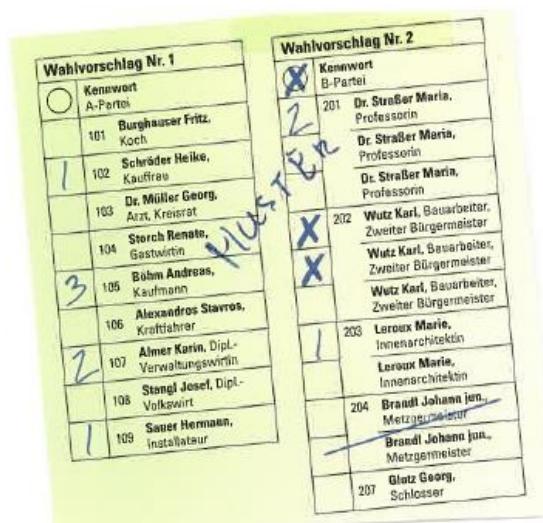 Wahlvorschlag Nr. 1
Kennwort
A-Partei
101 Burghauser Fritz,
Koch
1 102 Schröder Heike,
Kauffrau
103 Dr. Müller Georg,
Arzt, Kreisrat
104 Storch Renate,
Gastwirtin
3 105 Böhm Andreas,
Kaufmann
106 Alexandros Stavros,
Kraftfahrer
2 107 Almer Karin, Dipl.-
Verwaltungswirtin
108 Stangl Josef, Dipl.-
Volkswirt
1 109 Sauer Hermann,
Installateur
MUSTER
Wahlvorschlag Nr. 2
X Kennwort
B-Partei
2 201 Dr. Straßer Maria,
Professorin
Dr. Straßer Maria,
Professorin
Dr. Straßer Maria,
Professorin
X 202 Wutz Karl, Bauarbeiter,
Zweiter Bürgermeister
X Wutz Karl, Bauarbeiter,
Zweiter Bürgermeister
Wutz Karl, Bauarbeiter,
Zweiter Bürgermeister
1 203 Leroux Marie,
Innenarchitektin
Leroux Marie,
Innenarchitektin
204 Brandl Johann jun.,
Metzgermeister
Brandl Johann jun.,
Metzgermeister
207 Glotz Georg,
Schlosser